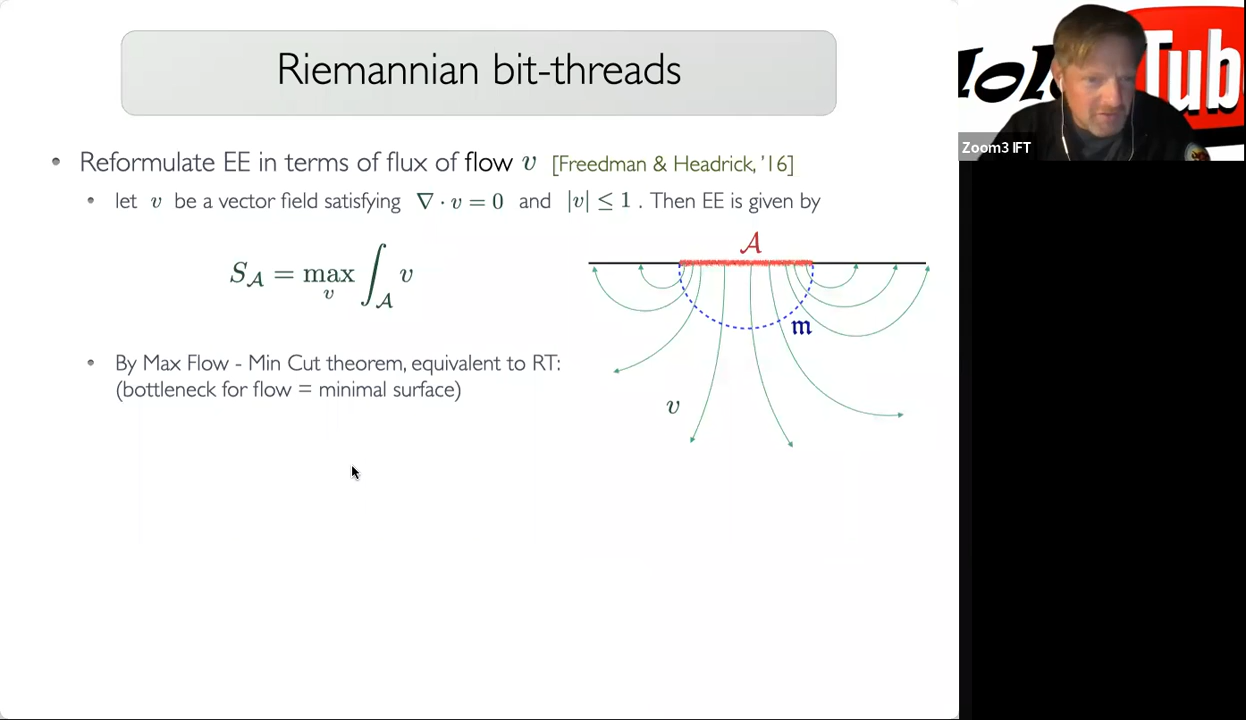 Riemannian bit-threads
• Reformulate EE in terms of flux of flow v [Freedman & Headrick, '16]
• let v be a vector field satisfying ∇ · v = 0 and |v| ≤ 1 . Then EE is given by
S_𝒜 = max_v ∫_𝒜 v
𝒜
𝔪
v
• By Max Flow - Min Cut theorem, equivalent to RT:
(bottleneck for flow = minimal surface)
Tub
Zoom3 IFT